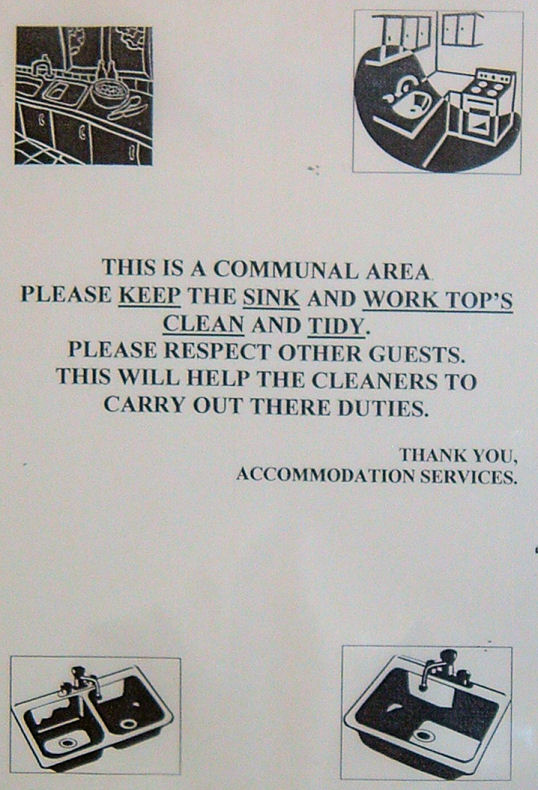 THIS IS A COMMUNAL AREA
PLEASE KEEP THE SINK AND WORK TOP'S
CLEAN AND TIDY.
PLEASE RESPECT OTHER GUESTS.
THIS WILL HELP THE CLEANERS TO
CARRY OUT THERE DUTIES.
THANK YOU,
ACCOMMODATION SERVICES.